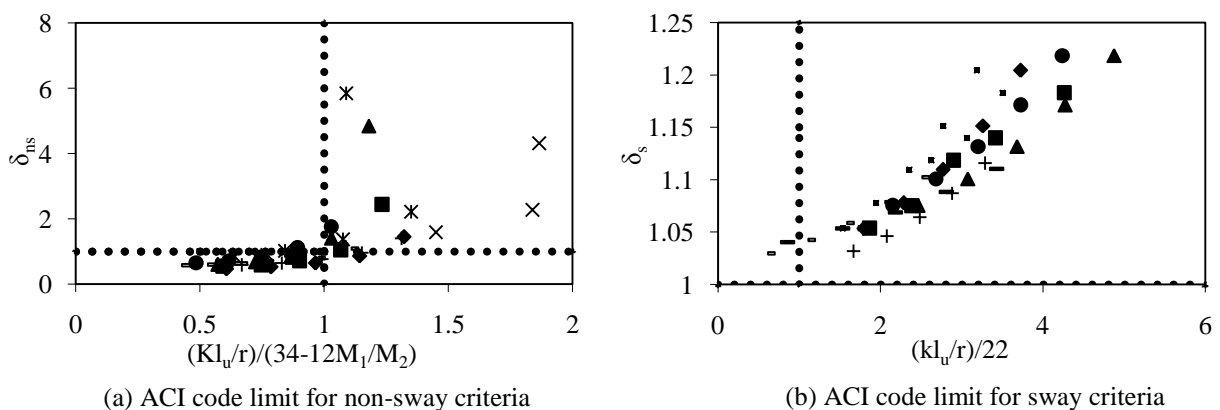 8
6
4
2
0
δns
0 0.5 1 1.5 2
(Klu/r)/(34-12M1/M2)
(a) ACI code limit for non-sway criteria
1.25
1.2
1.15
1.1
1.05
1
δs
0 2 4 6
(klu/r)/22
(b) ACI code limit for sway criteria